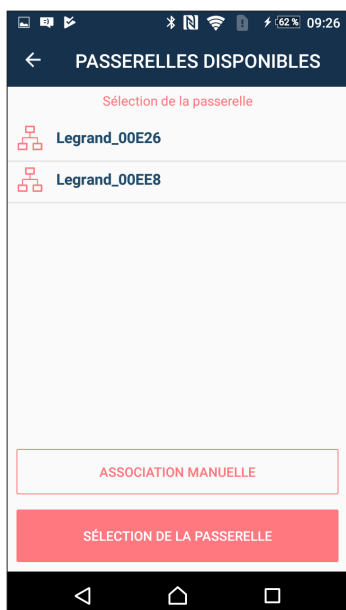 62% 09:26
PASSERELLES DISPONIBLES
Sélection de la passerelle
Legrand_00E26
Legrand_00EE8
ASSOCIATION MANUELLE
SÉLECTION DE LA PASSERELLE